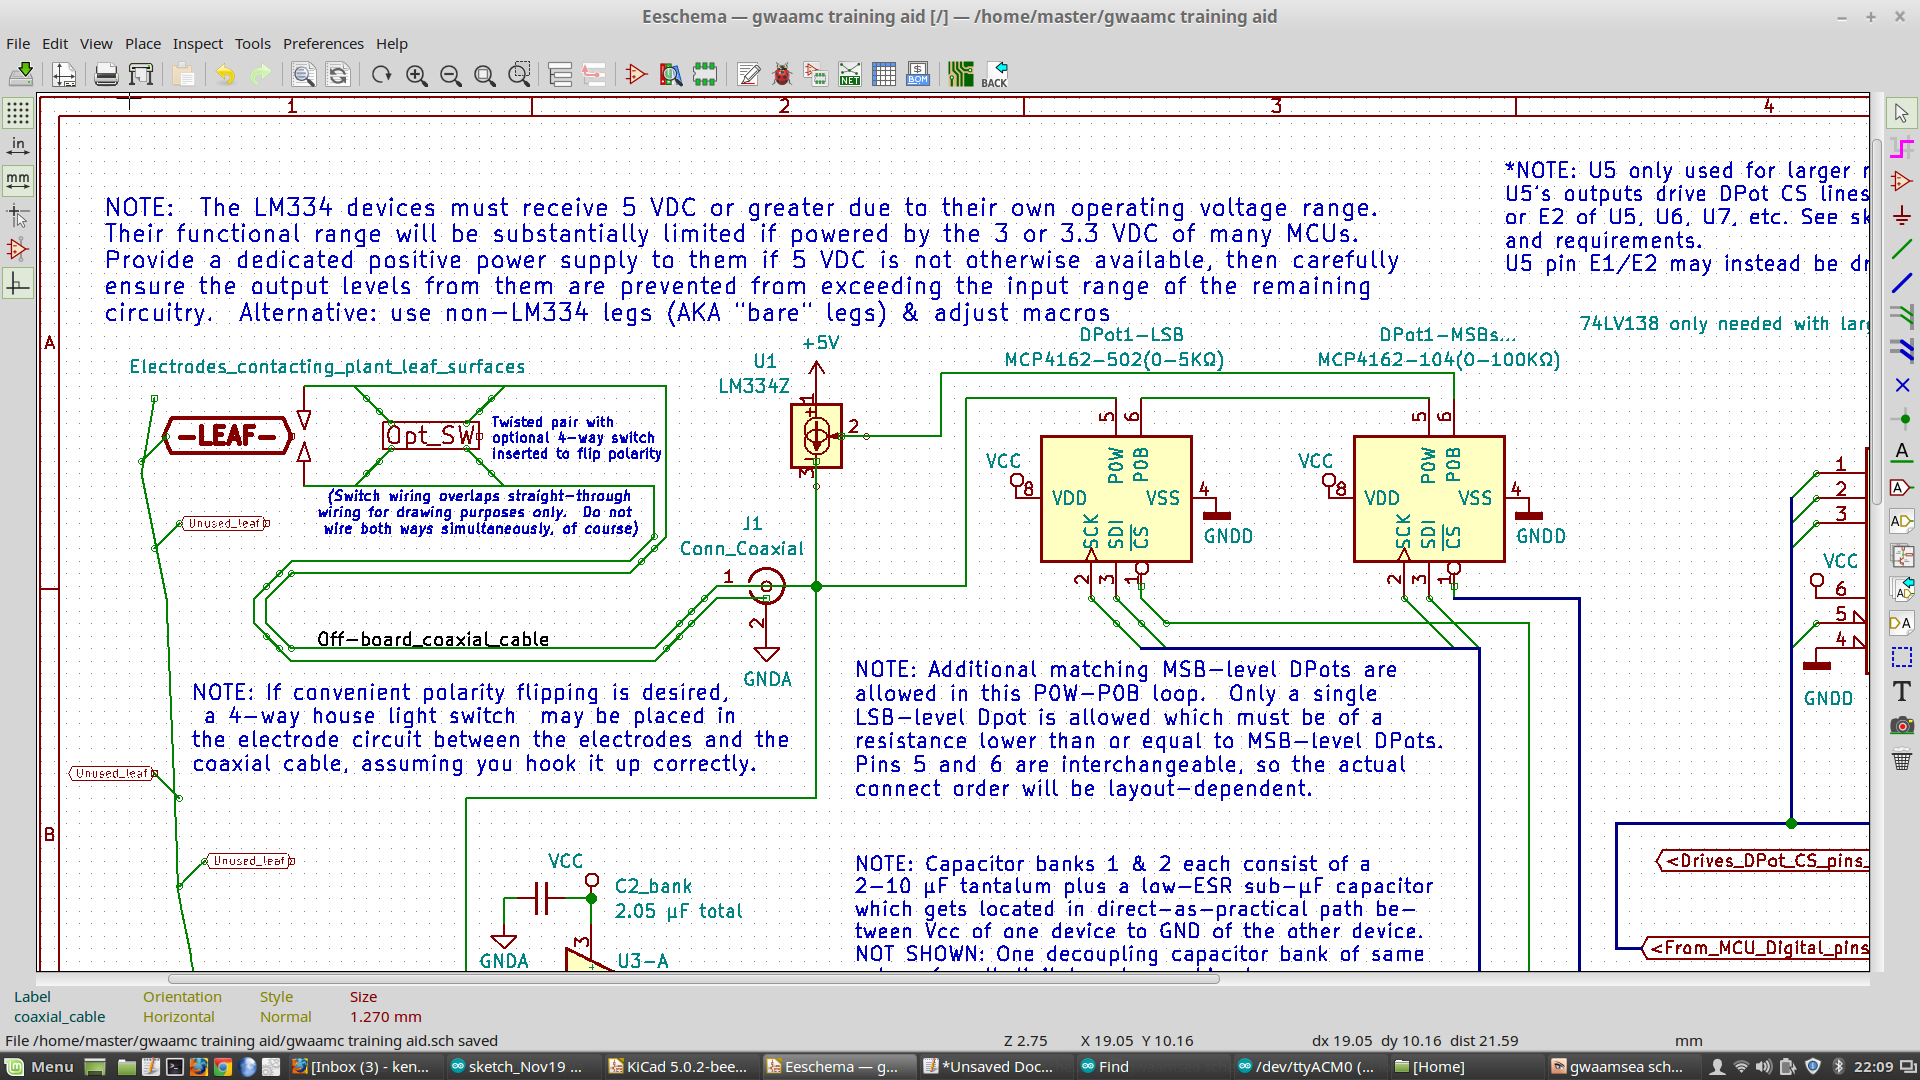 Eeschema — gwaamc training aid [/] — /home/master/gwaamc training aid
File Edit View Place Inspect Tools Preferences Help
NET
BOM
BACK
in
mm
1 2 3 4
A
B
NOTE: The LM334 devices must receive 5 VDC or greater due to their own operating voltage range.
Their functional range will be substantially limited if powered by the 3 or 3.3 VDC of many MCUs.
Provide a dedicated positive power supply to them if 5 VDC is not otherwise available, then carefully
ensure the output levels from them are prevented from exceeding the input range of the remaining
circuitry. Alternative: use non-LM334 legs (AKA "bare" legs) & adjust macros
*NOTE: U5 only used for larger
U5's outputs drive DPot CS lines
or E2 of U5, U6, U7, etc. See
and requirements.
U5 pin E1/E2 may instead be
74LV138 only needed with
Electrodes_contacting_plant_leaf_surfaces
-LEAF-
Opt_SW
Twisted pair with
optional 4-way switch
inserted to flip polarity
(Switch wiring overlaps straight-through
wiring for drawing purposes only. Do not
wire both ways simultaneously, of course)
Unused_leaf
Off-board_coaxial_cable
+5V
U1
LM334Z
1
2
3
J1
Conn_Coaxial
1
2
GNDA
DPot1-LSB
MCP4162-502(0-5KΩ)
5 6
VCC
8
VDD
POW
POB
VSS
4
SCK
SDI
CS
GNDD
2 3 1
DPot1-MSBs...
MCP4162-104(0-100KΩ)
5 6
VCC
8
VDD
POW
POB
VSS
4
SCK
SDI
CS
GNDD
2 3 1
1
2
3
VCC
6
5
4
GNDD
NOTE: If convenient polarity flipping is desired,
a 4-way house light switch may be placed in
the electrode circuit between the electrodes and the
coaxial cable, assuming you hook it up correctly.
Unused_leaf
Unused_leaf
NOTE: Additional matching MSB-level DPots are
allowed in this POW-POB loop. Only a single
LSB-level Dpot is allowed which must be of a
resistance lower than or equal to MSB-level DPots.
Pins 5 and 6 are interchangeable, so the actual
connect order will be layout-dependent.
VCC
C2_bank
2.05 µF total
GNDA
3
U3-A
NOTE: Capacitor banks 1 & 2 each consist of a
2-10 µF tantalum plus a low-ESR sub-µF capacitor
which gets located in direct-as-practical path be-
tween Vcc of one device to GND of the other device.
NOT SHOWN: One decoupling capacitor bank of same
<Drives_DPot_CS_pins_
<From_MCU_Digital_pins
Label Orientation Style Size
coaxial_cable Horizontal Normal 1.270 mm
File /home/master/gwaamc training aid/gwaamc training aid.sch saved
Z 2.75 X 19.05 Y 10.16 dx 19.05 dy 10.16 dist 21.59 mm
Menu [Inbox (3) - ken... sketch_Nov19 ... KiCad 5.0.2-bee... Eeschema — g... *Unsaved Doc... Find /dev/ttyACM0 (... [Home] gwaamsea sch... 22:09